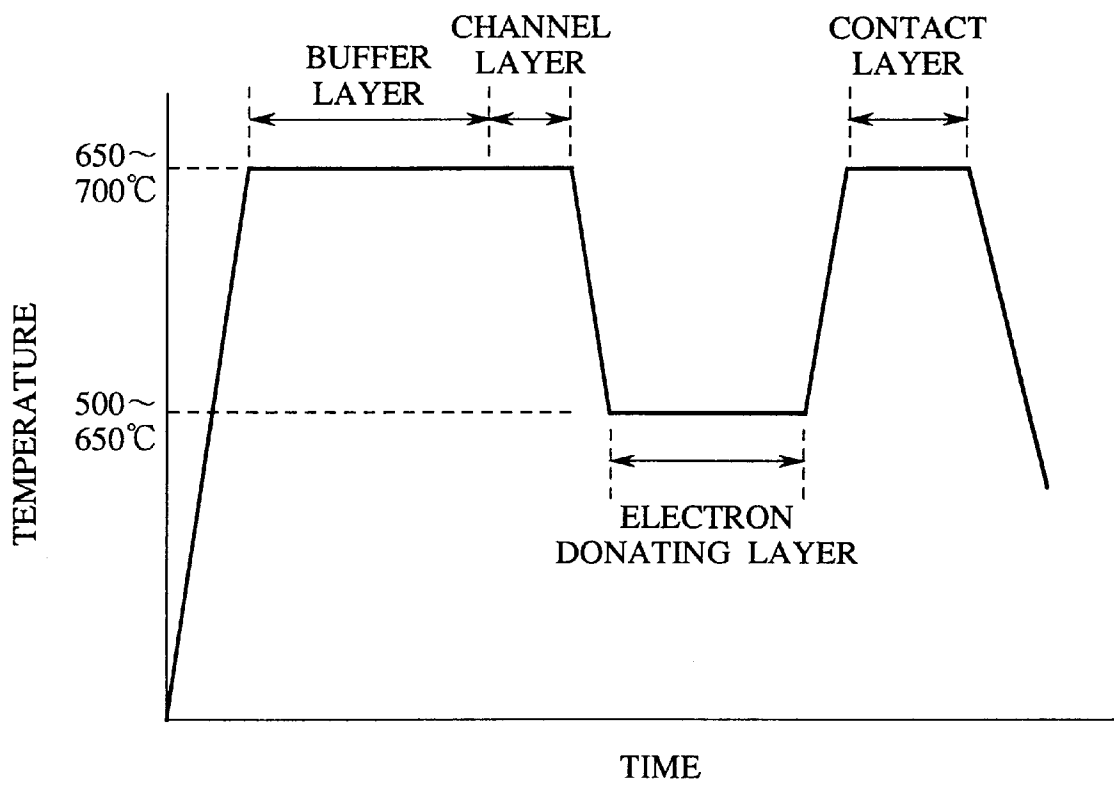 CHANNEL
LAYER
BUFFER
LAYER
CONTACT
LAYER
650～
700℃
500～
650℃
TEMPERATURE
ELECTRON
DONATING LAYER
TIME